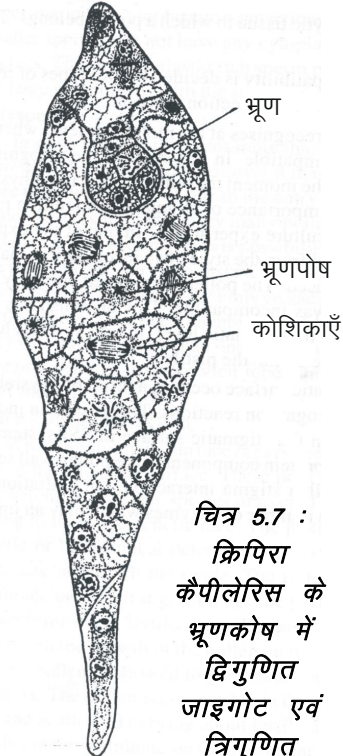 भ्रूण
भ्रूणपोष
कोशिकाएँ
चित्र 5.7 :
क्रिपिरा
कैपीलेरिस के
भ्रूणकोष में
द्विगुणित
जाइगोट एवं
त्रिगुणित